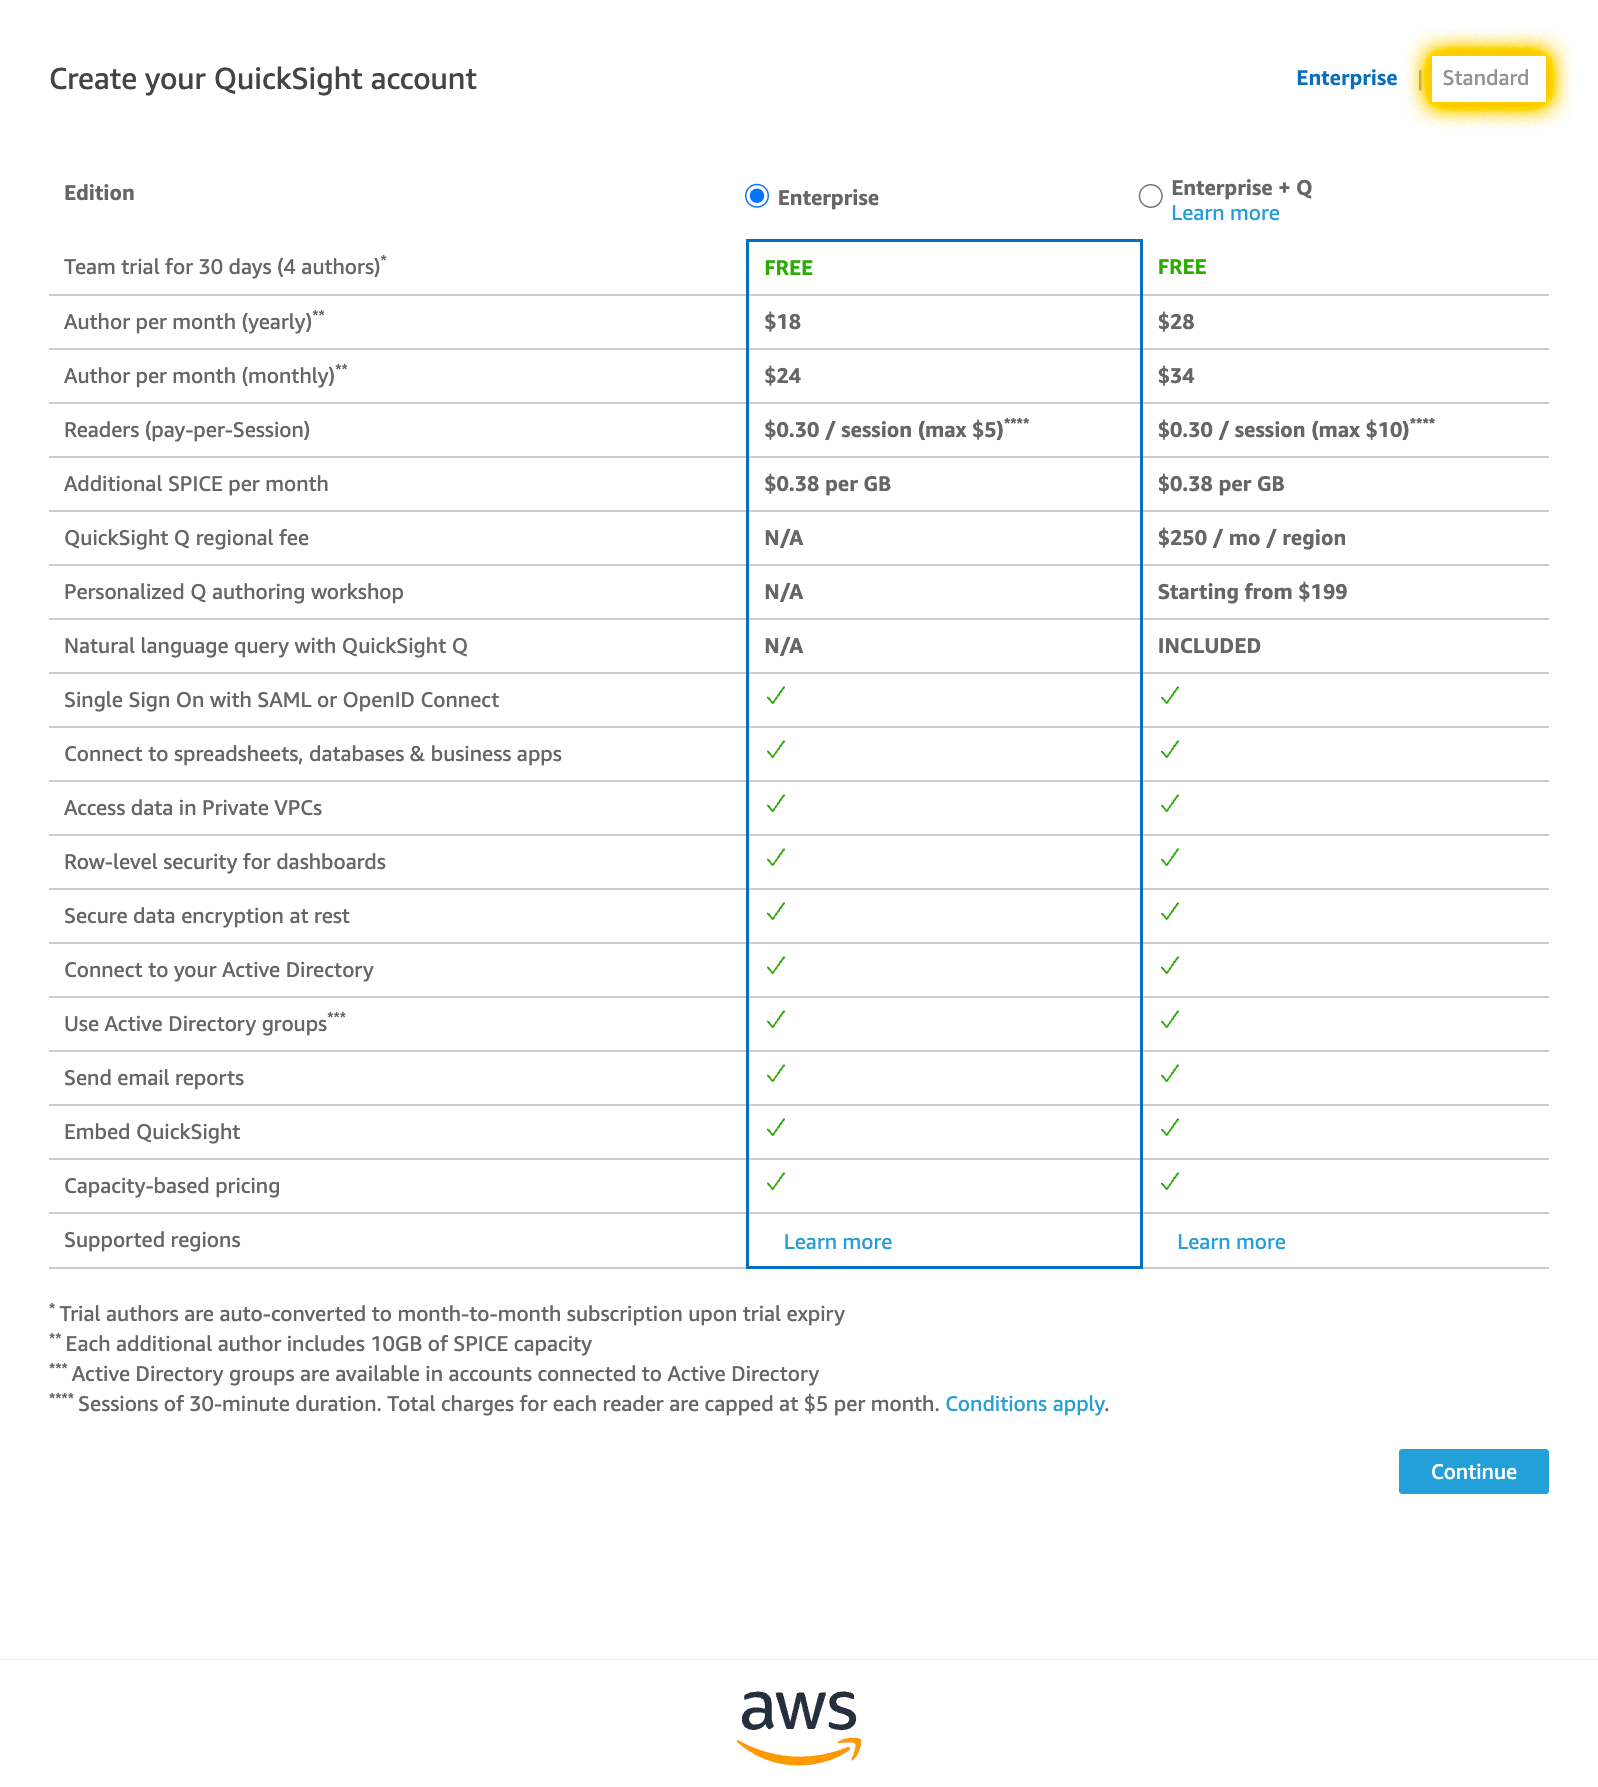 Create your QuickSight account
Enterprise | Standard
Edition Enterprise Enterprise + Q
Learn more
Team trial for 30 days (4 authors)* FREE FREE
Author per month (yearly)** $18 $28
Author per month (monthly)** $24 $34
Readers (pay-per-Session) $0.30 / session (max $5)**** $0.30 / session (max $10)****
Additional SPICE per month $0.38 per GB $0.38 per GB
QuickSight Q regional fee N/A $250 / mo / region
Personalized Q authoring workshop N/A Starting from $199
Natural language query with QuickSight Q N/A INCLUDED
Single Sign On with SAML or OpenID Connect ✓ ✓
Connect to spreadsheets, databases & business apps ✓ ✓
Access data in Private VPCs ✓ ✓
Row-level security for dashboards ✓ ✓
Secure data encryption at rest ✓ ✓
Connect to your Active Directory ✓ ✓
Use Active Directory groups*** ✓ ✓
Send email reports ✓ ✓
Embed QuickSight ✓ ✓
Capacity-based pricing ✓ ✓
Supported regions Learn more Learn more
* Trial authors are auto-converted to month-to-month subscription upon trial expiry
** Each additional author includes 10GB of SPICE capacity
*** Active Directory groups are available in accounts connected to Active Directory
**** Sessions of 30-minute duration. Total charges for each reader are capped at $5 per month. Conditions apply.
Continue
aws